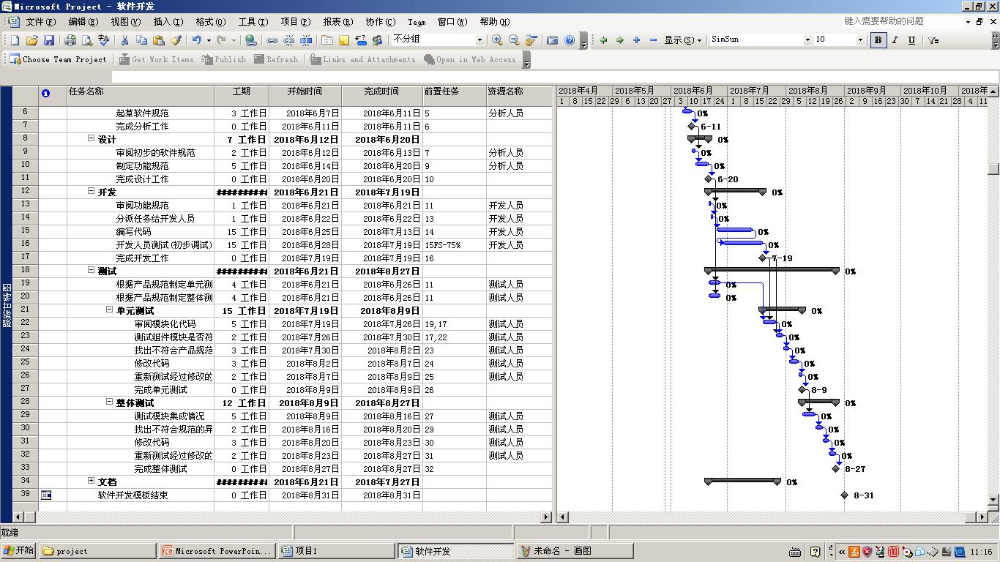 Microsoft Project - 软件开发
文件(F) 编辑(E) 视图(V) 插入(I) 格式(O) 工具(T) 项目(P) 报表(R) 协作(C) Team 窗口(W) 帮助(H) 键入需要帮助的问题
不分组 显示(S) SimSun 10 B I U
Choose Team Project Get Work Items Publish Refresh Links and Attachments Open in Web Access
任务名称 工期 开始时间 完成时间 前置任务 资源名称
2018年4月 2018年5月 2018年6月 2018年7月 2018年8月 2018年9月 2018年10月 2018年
1 8 15 22 29 6 13 20 27 3 10 17 24 1 8 15 22 29 5 12 19 26 2 9 16 23 30 7 14 21 28 4 11
6 起草软件规范 3 工作日 2018年6月7日 2018年6月11日 5 分析人员 0%
7 完成分析工作 0 工作日 2018年6月11日 2018年6月11日 6 6-11
8 设计 7 工作日 2018年6月12日 2018年6月20日 0%
9 审阅初步的软件规范 2 工作日 2018年6月12日 2018年6月13日 7 分析人员 0%
10 制定功能规范 5 工作日 2018年6月14日 2018年6月20日 9 分析人员 0%
11 完成设计工作 0 工作日 2018年6月20日 2018年6月20日 10 6-20
12 开发 ########## 2018年6月21日 2018年7月19日 0%
13 审阅功能规范 1 工作日 2018年6月21日 2018年6月21日 11 开发人员 0%
14 分派任务给开发人员 1 工作日 2018年6月22日 2018年6月22日 13 开发人员 0%
15 编写代码 15 工作日 2018年6月25日 2018年7月13日 14 开发人员 0%
16 开发人员测试(初步调试) 15 工作日 2018年6月28日 2018年7月19日 15FS-75% 开发人员 0%
17 完成开发工作 0 工作日 2018年7月19日 2018年7月19日 16 7-19
18 测试 ########## 2018年6月21日 2018年8月27日 0%
19 根据产品规范制定单元测 4 工作日 2018年6月21日 2018年6月26日 11 测试人员 0%
20 根据产品规范制定整体测 4 工作日 2018年6月21日 2018年6月26日 11 测试人员 0%
21 单元测试 15 工作日 2018年7月19日 2018年8月9日 0%
22 审阅模块化代码 5 工作日 2018年7月19日 2018年7月26日 19,17 测试人员 0%
23 测试组件模块是否符 2 工作日 2018年7月26日 2018年7月30日 17,22 测试人员 0%
24 找出不符合产品规范 3 工作日 2018年7月30日 2018年8月2日 23 测试人员 0%
25 修改代码 3 工作日 2018年8月2日 2018年8月7日 24 测试人员 0%
26 重新测试经过修改的 2 工作日 2018年8月7日 2018年8月9日 25 测试人员 0%
27 完成单元测试 0 工作日 2018年8月9日 2018年8月9日 26 8-9
28 整体测试 12 工作日 2018年8月9日 2018年8月27日 0%
29 测试模块集成情况 5 工作日 2018年8月9日 2018年8月16日 27 测试人员 0%
30 找出不符合规范的异 2 工作日 2018年8月16日 2018年8月20日 29 测试人员 0%
31 修改代码 3 工作日 2018年8月20日 2018年8月23日 30 测试人员 0%
32 重新测试经过修改的 2 工作日 2018年8月23日 2018年8月27日 31 测试人员 0%
33 完成整体测试 0 工作日 2018年8月27日 2018年8月27日 32 8-27
34 文档 ########## 2018年6月21日 2018年7月27日 0%
39 软件开发模板结束 0 工作日 2018年8月31日 2018年8月31日 8-31
跟踪甘特图
就绪
开始 project Microsoft PowerPoin... 项目1 软件开发 未命名 - 画图 11:16